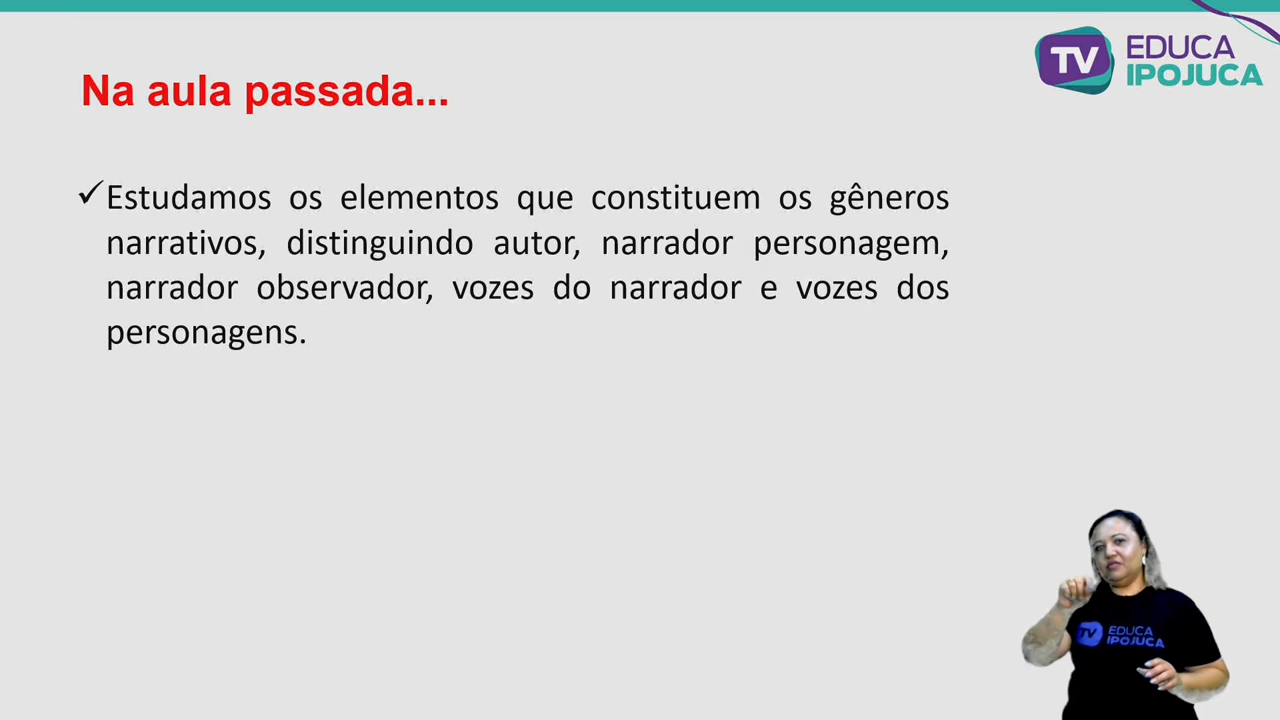 TV EDUCA
IPOJUCA
Na aula passada...
✓Estudamos os elementos que constituem os gêneros
narrativos, distinguindo autor, narrador personagem,
narrador observador, vozes do narrador e vozes dos
personagens.
TV EDUCA
IPOJUCA